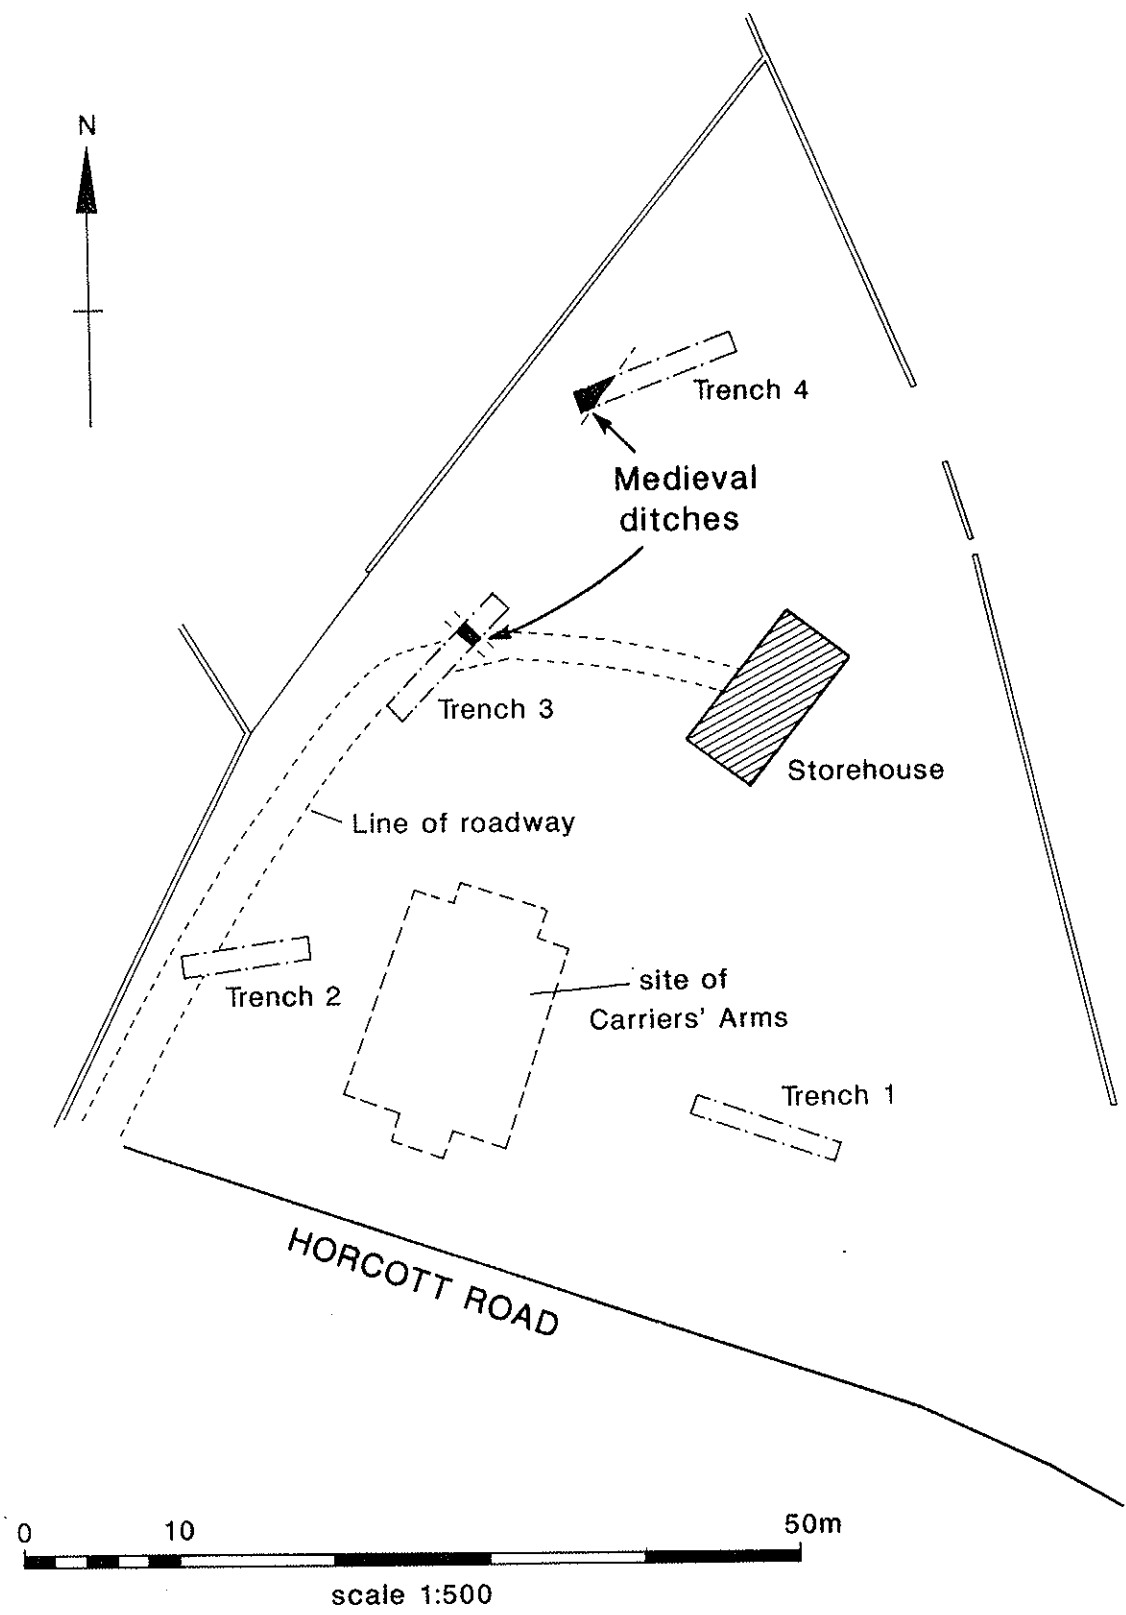 N
Trench 4
Medieval
ditches
Trench 3
Storehouse
Line of roadway
Trench 2
site of
Carriers' Arms
Trench 1
HORCOTT ROAD
0 10 50m
scale 1:500